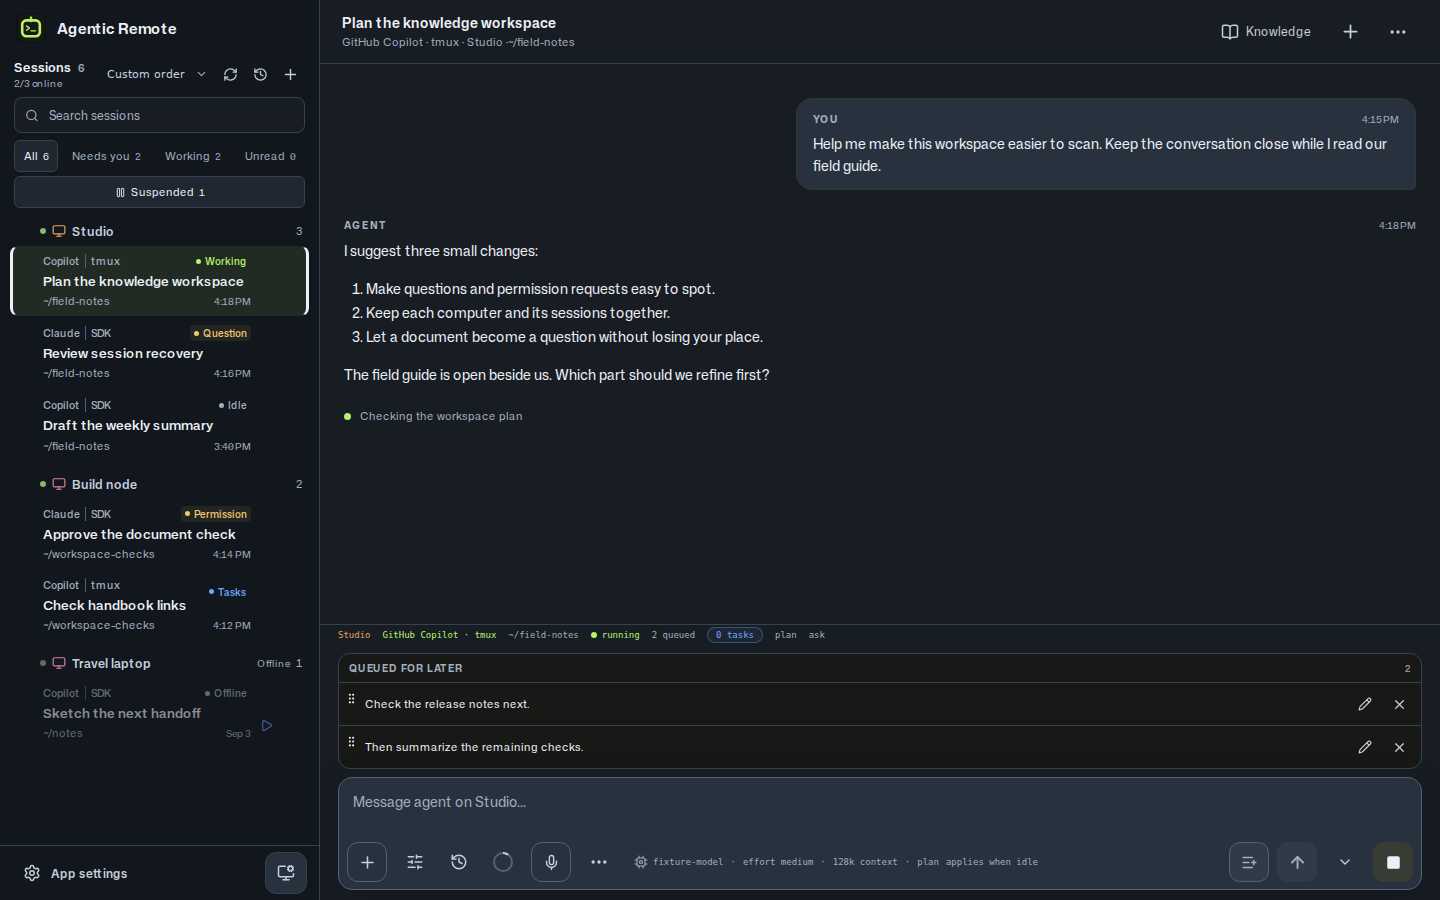 Agentic Remote
Sessions 6
2/3 online
Custom order
Search sessions
All 6
Needs you 2
Working 2
Unread 0
Suspended 1
Studio
3
Copilot | tmux
Working
Plan the knowledge workspace
~/field-notes
4:18 PM
Claude | SDK
Question
Review session recovery
~/field-notes
4:16 PM
Copilot | SDK
Idle
Draft the weekly summary
~/field-notes
3:40 PM
Build node
2
Claude | SDK
Permission
Approve the document check
~/workspace-checks
4:14 PM
Copilot | tmux
Tasks
Check handbook links
~/workspace-checks
4:12 PM
Travel laptop
Offline 1
Copilot | SDK
Offline
Sketch the next handoff
~/notes
Sep 3
App settings
Plan the knowledge workspace
GitHub Copilot · tmux · Studio · ~/field-notes
Knowledge
YOU
4:15 PM
Help me make this workspace easier to scan. Keep the conversation close while I read our
field guide.
AGENT
4:18 PM
I suggest three small changes:
1. Make questions and permission requests easy to spot.
2. Keep each computer and its sessions together.
3. Let a document become a question without losing your place.
The field guide is open beside us. Which part should we refine first?
Checking the workspace plan
Studio GitHub Copilot · tmux ~/field-notes running 2 queued 0 tasks plan ask
QUEUED FOR LATER
2
Check the release notes next.
Then summarize the remaining checks.
Message agent on Studio...
fixture-model · effort medium · 128k context · plan applies when idle